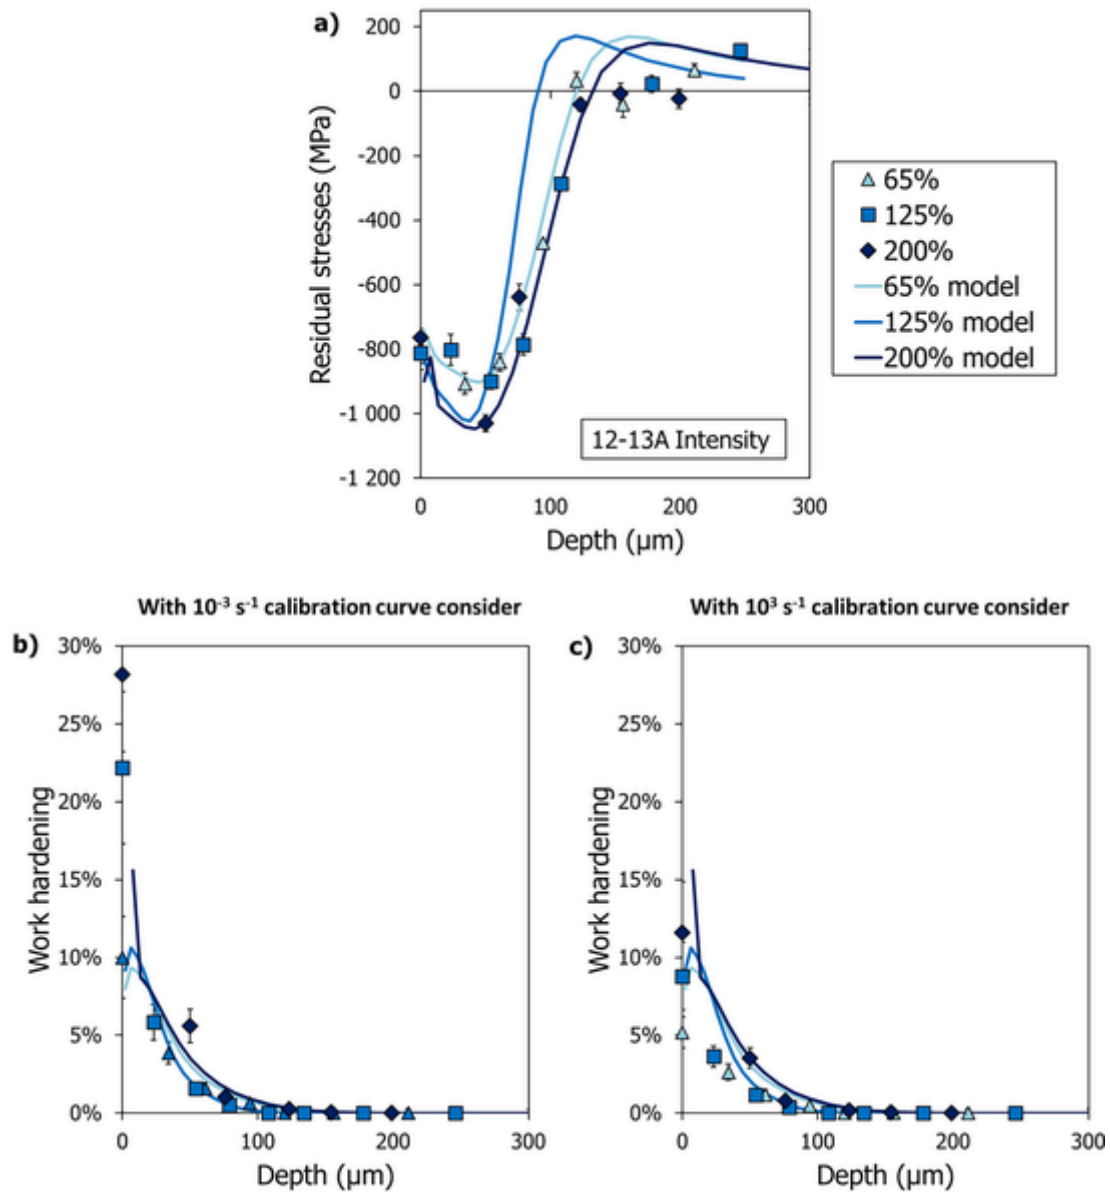 a)
200
0
-200
-400
-600
-800
-1 000
-1 200
Residual stresses (MPa)
12-13A Intensity
0 100 200 300
Depth (µm)
65%
125%
200%
65% model
125% model
200% model
With 10⁻³ s⁻¹ calibration curve consider
b)
30%
25%
20%
15%
10%
5%
0%
Work hardening
0 100 200 300
Depth (µm)
With 10³ s⁻¹ calibration curve consider
c)
30%
25%
20%
15%
10%
5%
0%
Work hardening
0 100 200 300
Depth (µm)